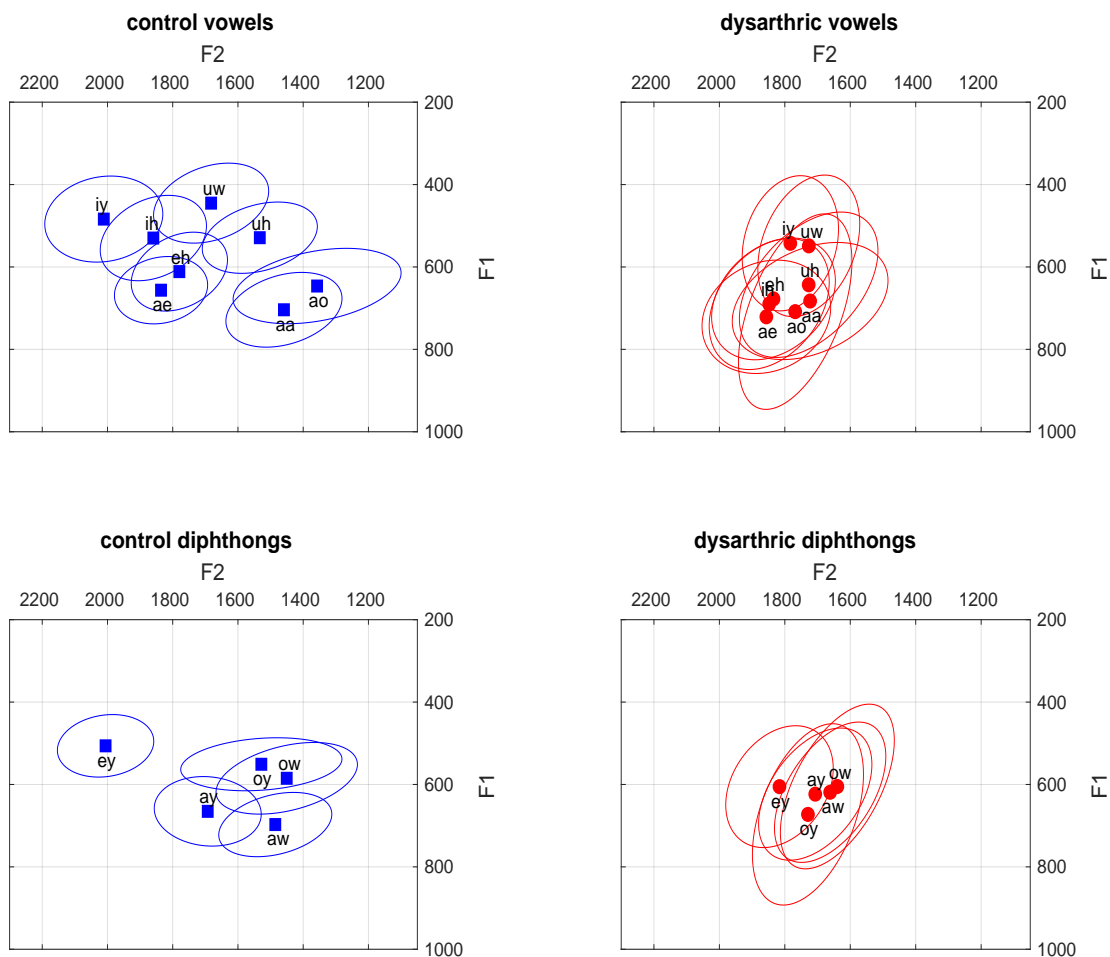 control vowels
F2
2200 2000 1800 1600 1400 1200
200
400
600
800
1000
F1
iy
ih
eh
ae
uw
uh
ao
aa
dysarthric vowels
F2
2200 2000 1800 1600 1400 1200
200
400
600
800
1000
F1
iy
uw
uh
eh
ih
aa
ao
ae
control diphthongs
F2
2200 2000 1800 1600 1400 1200
200
400
600
800
1000
F1
ey
oy
ow
ay
aw
dysarthric diphthongs
F2
2200 2000 1800 1600 1400 1200
200
400
600
800
1000
F1
ay
ow
ey
aw
oy